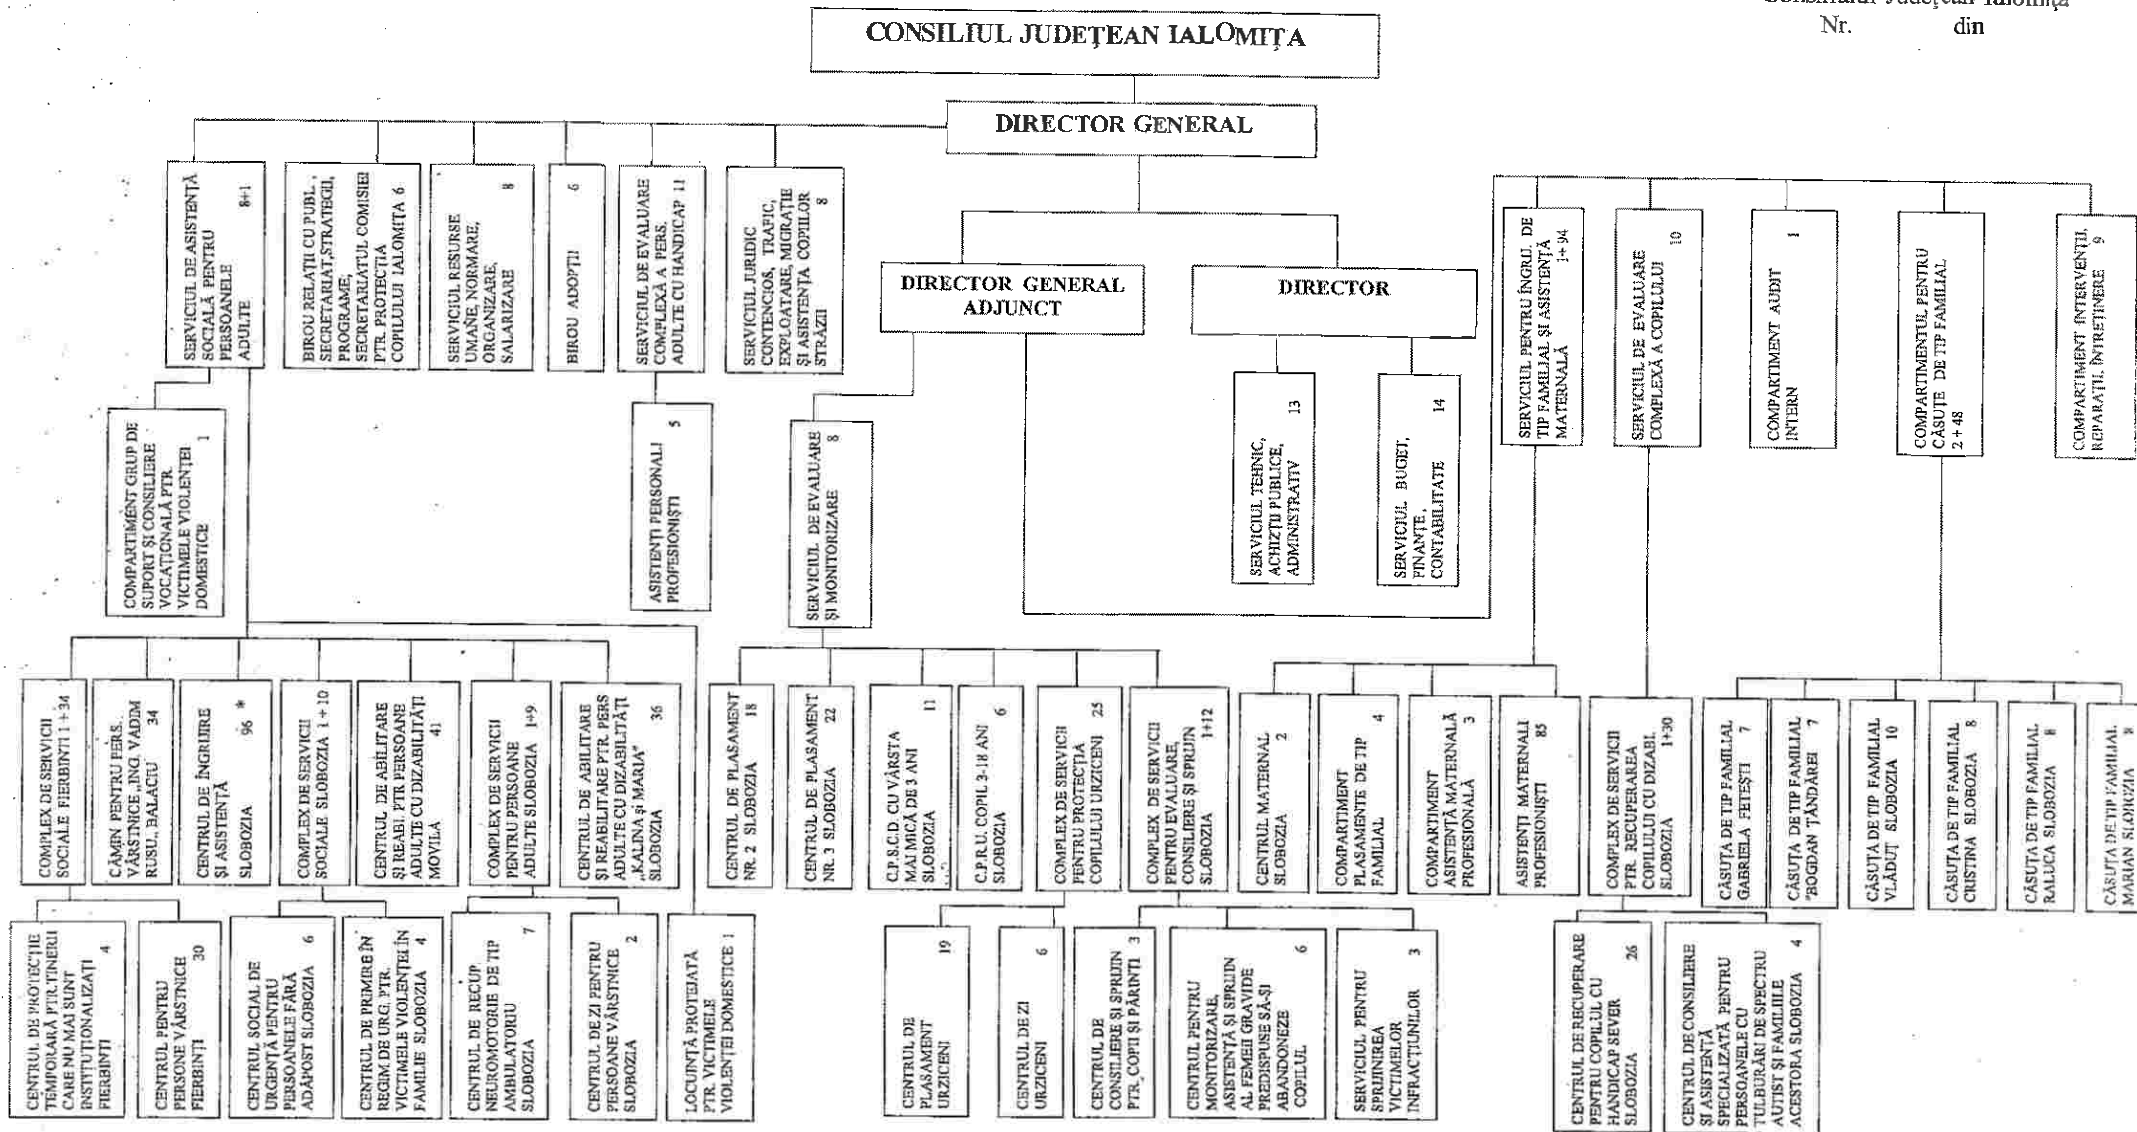 Consiliului Județean Ialomița
Nr. din
CONSILIUL JUDEȚEAN IALOMIȚA
DIRECTOR GENERAL
DIRECTOR GENERAL
ADJUNCT
DIRECTOR
SERVICIUL DE ASISTENȚĂ
SOCIALĂ PENTRU
PERSOANELE
ADULTE 8+1
BIROU RELATII CU PUBL.,
SECRETARIAT,STRATEGII,
PROGRAME,
SECRETARIATUL COMISIEI
PTR. PROTECTIA
COPILULUI IALOMITA 6
SERVICIUL RESURSE 8
UMANE, NORMARE,
ORGANIZARE,
SALARIZARE
BIROU ADOPȚII 6
SERVICIUL DE EVALUARE
COMPLEXĂ A PERS.
ADULTE CU HANDICAP 11
SERVICIUL JURIDIC
CONTENCIOS, TRAFIC,
EXPLOATARE, MIGRAȚIE
ȘI ASISTENȚA COPIILOR
STRĂZII 8
SERVICIUL PENTRU ÎNGRIJ. DE
TIP FAMILIAL ȘI ASISTENȚĂ
MATERNALĂ 1+94
SERVICIUL DE EVALUARE
COMPLEXĂ A COPILULUI 10
COMPARTIMENT AUDIT
INTERN 1
COMPARTIMENTUL PENTRU
CĂSUȚE DE TIP FAMILIAL
2+48
COMPARTIMENT INTERVENȚII,
REPARAȚII, ÎNTREȚINERE 9
COMPARTIMENT GRUP DE
SUPORT ȘI CONSILIERE
VOCAȚIONALĂ PTR.
VICTIMELE VIOLENȚEI
DOMESTICE 1
ASISTENȚI PERSONALI
PROFESIONIȘTI 5
SERVICIUL DE EVALUARE
ȘI MONITORIZARE 8
SERVICIUL TEHNIC,
ACHIZIȚII PUBLICE,
ADMINISTRATIV 13
SERVICIUL BUGET,
FINANȚE,
CONTABILITATE 14
COMPLEX DE SERVICII
SOCIALE FIERBINTI 1+34
CĂMIN PENTRU PERS.
VÂRSTNICE „ING. VADIM
RUSU„ BALACIU 34
CENTRUL DE ÎNGRIJIRE
ȘI ASISTENȚĂ
SLOBOZIA 96 *
COMPLEX DE SERVICII
SOCIALE SLOBOZIA 1+10
CENTRUL DE ABILITARE
ȘI REABI. PTR PERSOANE
ADULTE CU DIZABILITĂȚI
MOVILA 41
COMPLEX DE SERVICII
PENTRU PERSOANE
ADULTE SLOBOZIA 1+9
CENTRUL DE ABILITARE
ȘI REABILITARE PTR. PERS
ADULTE CU DIZABILITĂȚI
„KALINA și MARIA”
SLOBOZIA 36
CENTRUL DE PLASAMENT
NR. 2 SLOBOZIA 18
CENTRUL DE PLASAMENT
NR. 3 SLOBOZIA 22
C.P.S.C.D. CU VÂRSTA
MAI MICĂ DE 3 ANI
SLOBOZIA 11
C.P.R.U. COPIL 3-18 ANI
SLOBOZIA 6
COMPLEX DE SERVICII
PENTRU PROTECȚIA
COPILULUI URZICENI 25
COMPLEX DE SERVICII
PENTRU EVALUARE,
CONSILIERE ȘI SPRIJIN
SLOBOZIA 1+12
CENTRUL MATERNAL
SLOBOZIA 2
COMPARTIMENT
PLASAMENTE DE TIP
FAMILIAL 4
COMPARTIMENT
ASISTENȚĂ MATERNALĂ
PROFESIONALĂ 3
ASISTENȚI MATERNALI
PROFESIONIȘTI 85
COMPLEX DE SERVICII
PTR. RECUPERAREA
COPILULUI CU DIZABI.
SLOBOZIA 1+30
CĂSUȚA DE TIP FAMILIAL
GABRIELA FETEȘTI 7
CĂSUȚA DE TIP FAMILIAL
"BOGDAN ȚĂNDĂREI 7
CĂSUȚA DE TIP FAMILIAL
VLĂDUȚ SLOBOZIA 10
CĂSUȚA DE TIP FAMILIAL
CRISTINA SLOBOZIA 8
CĂSUȚA DE TIP FAMILIAL
RALUCA SLOBOZIA 8
CĂSUȚA DE TIP FAMILIAL
MARIAN SLOBOZIA 8
CENTRUL DE PROTECȚIE
TEMPORARĂ PTR.TINERII
CARE NU MAI SUNT
INSTITUȚIONALIZAȚI
FIERBINTI 4
CENTRUL PENTRU
PERSONE VÂRSTNICE
FIERBINȚI 30
CENTRUL SOCIAL DE
URGENȚĂ PENTRU
PERSOANELE FĂRĂ
ADĂPOST SLOBOZIA 6
CENTRUL DE PRIMIRE ÎN
REGIM DE URG. PTR.
VICTIMELE VIOLENȚEI ÎN
FAMILIE SLOBOZIA 4
CENTRUL DE RECUP.
NEUROMOTORIE DE TIP
AMBULATORIU
SLOBOZIA 7
CENTRUL DE ZI PENTRU
PERSOANE VÂRSTNICE
SLOBOZIA 2
LOCUINȚĂ PROTEJATĂ
PTR. VICTIMELE
VIOLENȚEI DOMESTICE 1
CENTRUL DE
PLASAMENT
URZICENI 19
CENTRUL DE ZI
URZICENI 6
CENTRUL DE
CONSILIERE ȘI SPRIJIN
PTR. COPII ȘI PĂRINTI 3
CENTRUL PENTRU
MONITORIZARE,
ASISTENȚĂ ȘI SPRIJIN
AL FEMEII GRAVIDE
PREDISPUSE SĂ-ȘI
ABANDONEZE
COPILUL 6
SERVICIUL PENTRU
SPRIJINIREA
VICTIMELOR
INFRACȚIUNILOR 3
CENTRUL DE RECUPERARE
PENTRU COPILUL CU
HANDICAP SEVER
SLOBOZIA 26
CENTRUL DE CONSILIERE
ȘI ASISTENȚĂ
SPECIALIZATĂ PENTRU
PERSOANELE CU
TULBURĂRI DE SPECTRU
AUTIST ȘI FAMILIILE
ACESTORA SLOBOZIA 4